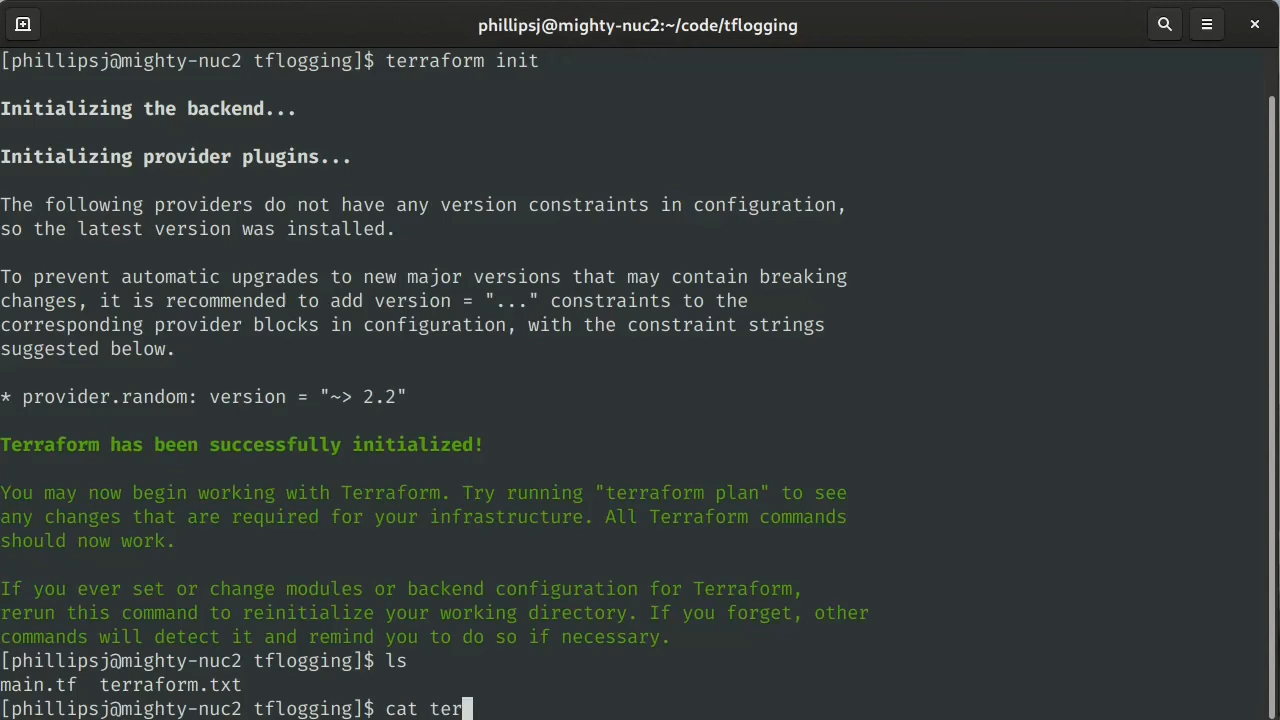 phillipsj@mighty-nuc2:~/code/tflogging
[phillipsj@mighty-nuc2 tflogging]$ terraform init
Initializing the backend...
Initializing provider plugins...
The following providers do not have any version constraints in configuration,
so the latest version was installed.
To prevent automatic upgrades to new major versions that may contain breaking
changes, it is recommended to add version = "..." constraints to the
corresponding provider blocks in configuration, with the constraint strings
suggested below.
* provider.random: version = "~> 2.2"
Terraform has been successfully initialized!
You may now begin working with Terraform. Try running "terraform plan" to see
any changes that are required for your infrastructure. All Terraform commands
should now work.
If you ever set or change modules or backend configuration for Terraform,
rerun this command to reinitialize your working directory. If you forget, other
commands will detect it and remind you to do so if necessary.
[phillipsj@mighty-nuc2 tflogging]$ ls
main.tf  terraform.txt
[phillipsj@mighty-nuc2 tflogging]$ cat ter